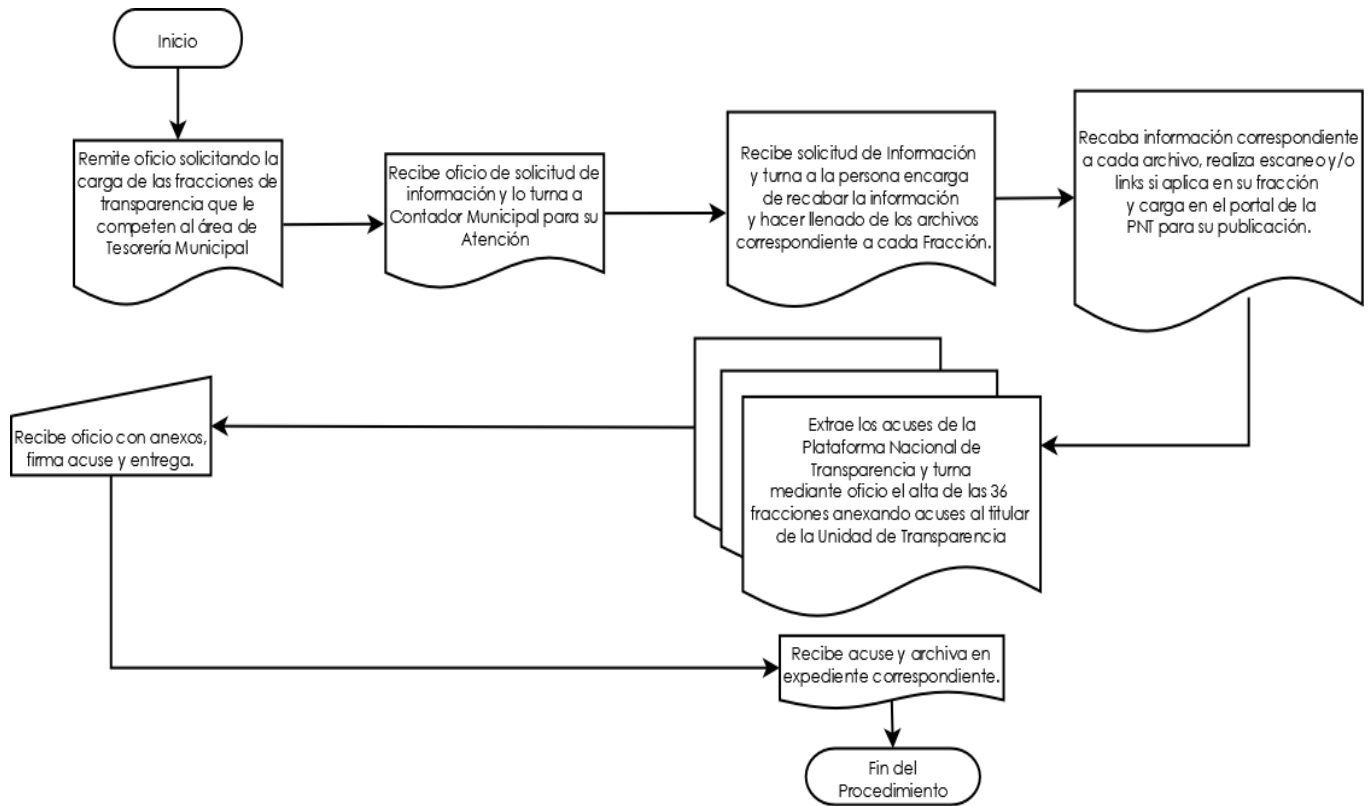 Inicio
Remite oficio solicitando la
carga de las fracciones de
transparencia que le
competen al área de
Tesorería Municipal
Recibe oficio de solicitud de
información y lo turna a
Contador Municipal para su
Atención
Recibe solicitud de Información
y turna a la persona encarga
de recabar la información
y hacer llenado de los archivos
correspondiente a cada Fracción.
Recaba información correspondiente
a cada archivo, realiza escaneo y/o
links si aplica en su fracción
y carga en el portal de la
PNT para su publicación.
Extrae los acuses de la
Plataforma Nacional de
Transparencia y turna
mediante oficio el alta de las 36
fracciones anexando acuses al titular
de la Unidad de Transparencia
Recibe oficio con anexos,
firma acuse y entrega.
Recibe acuse y archiva en
expediente correspondiente.
Fin del
Procedimiento